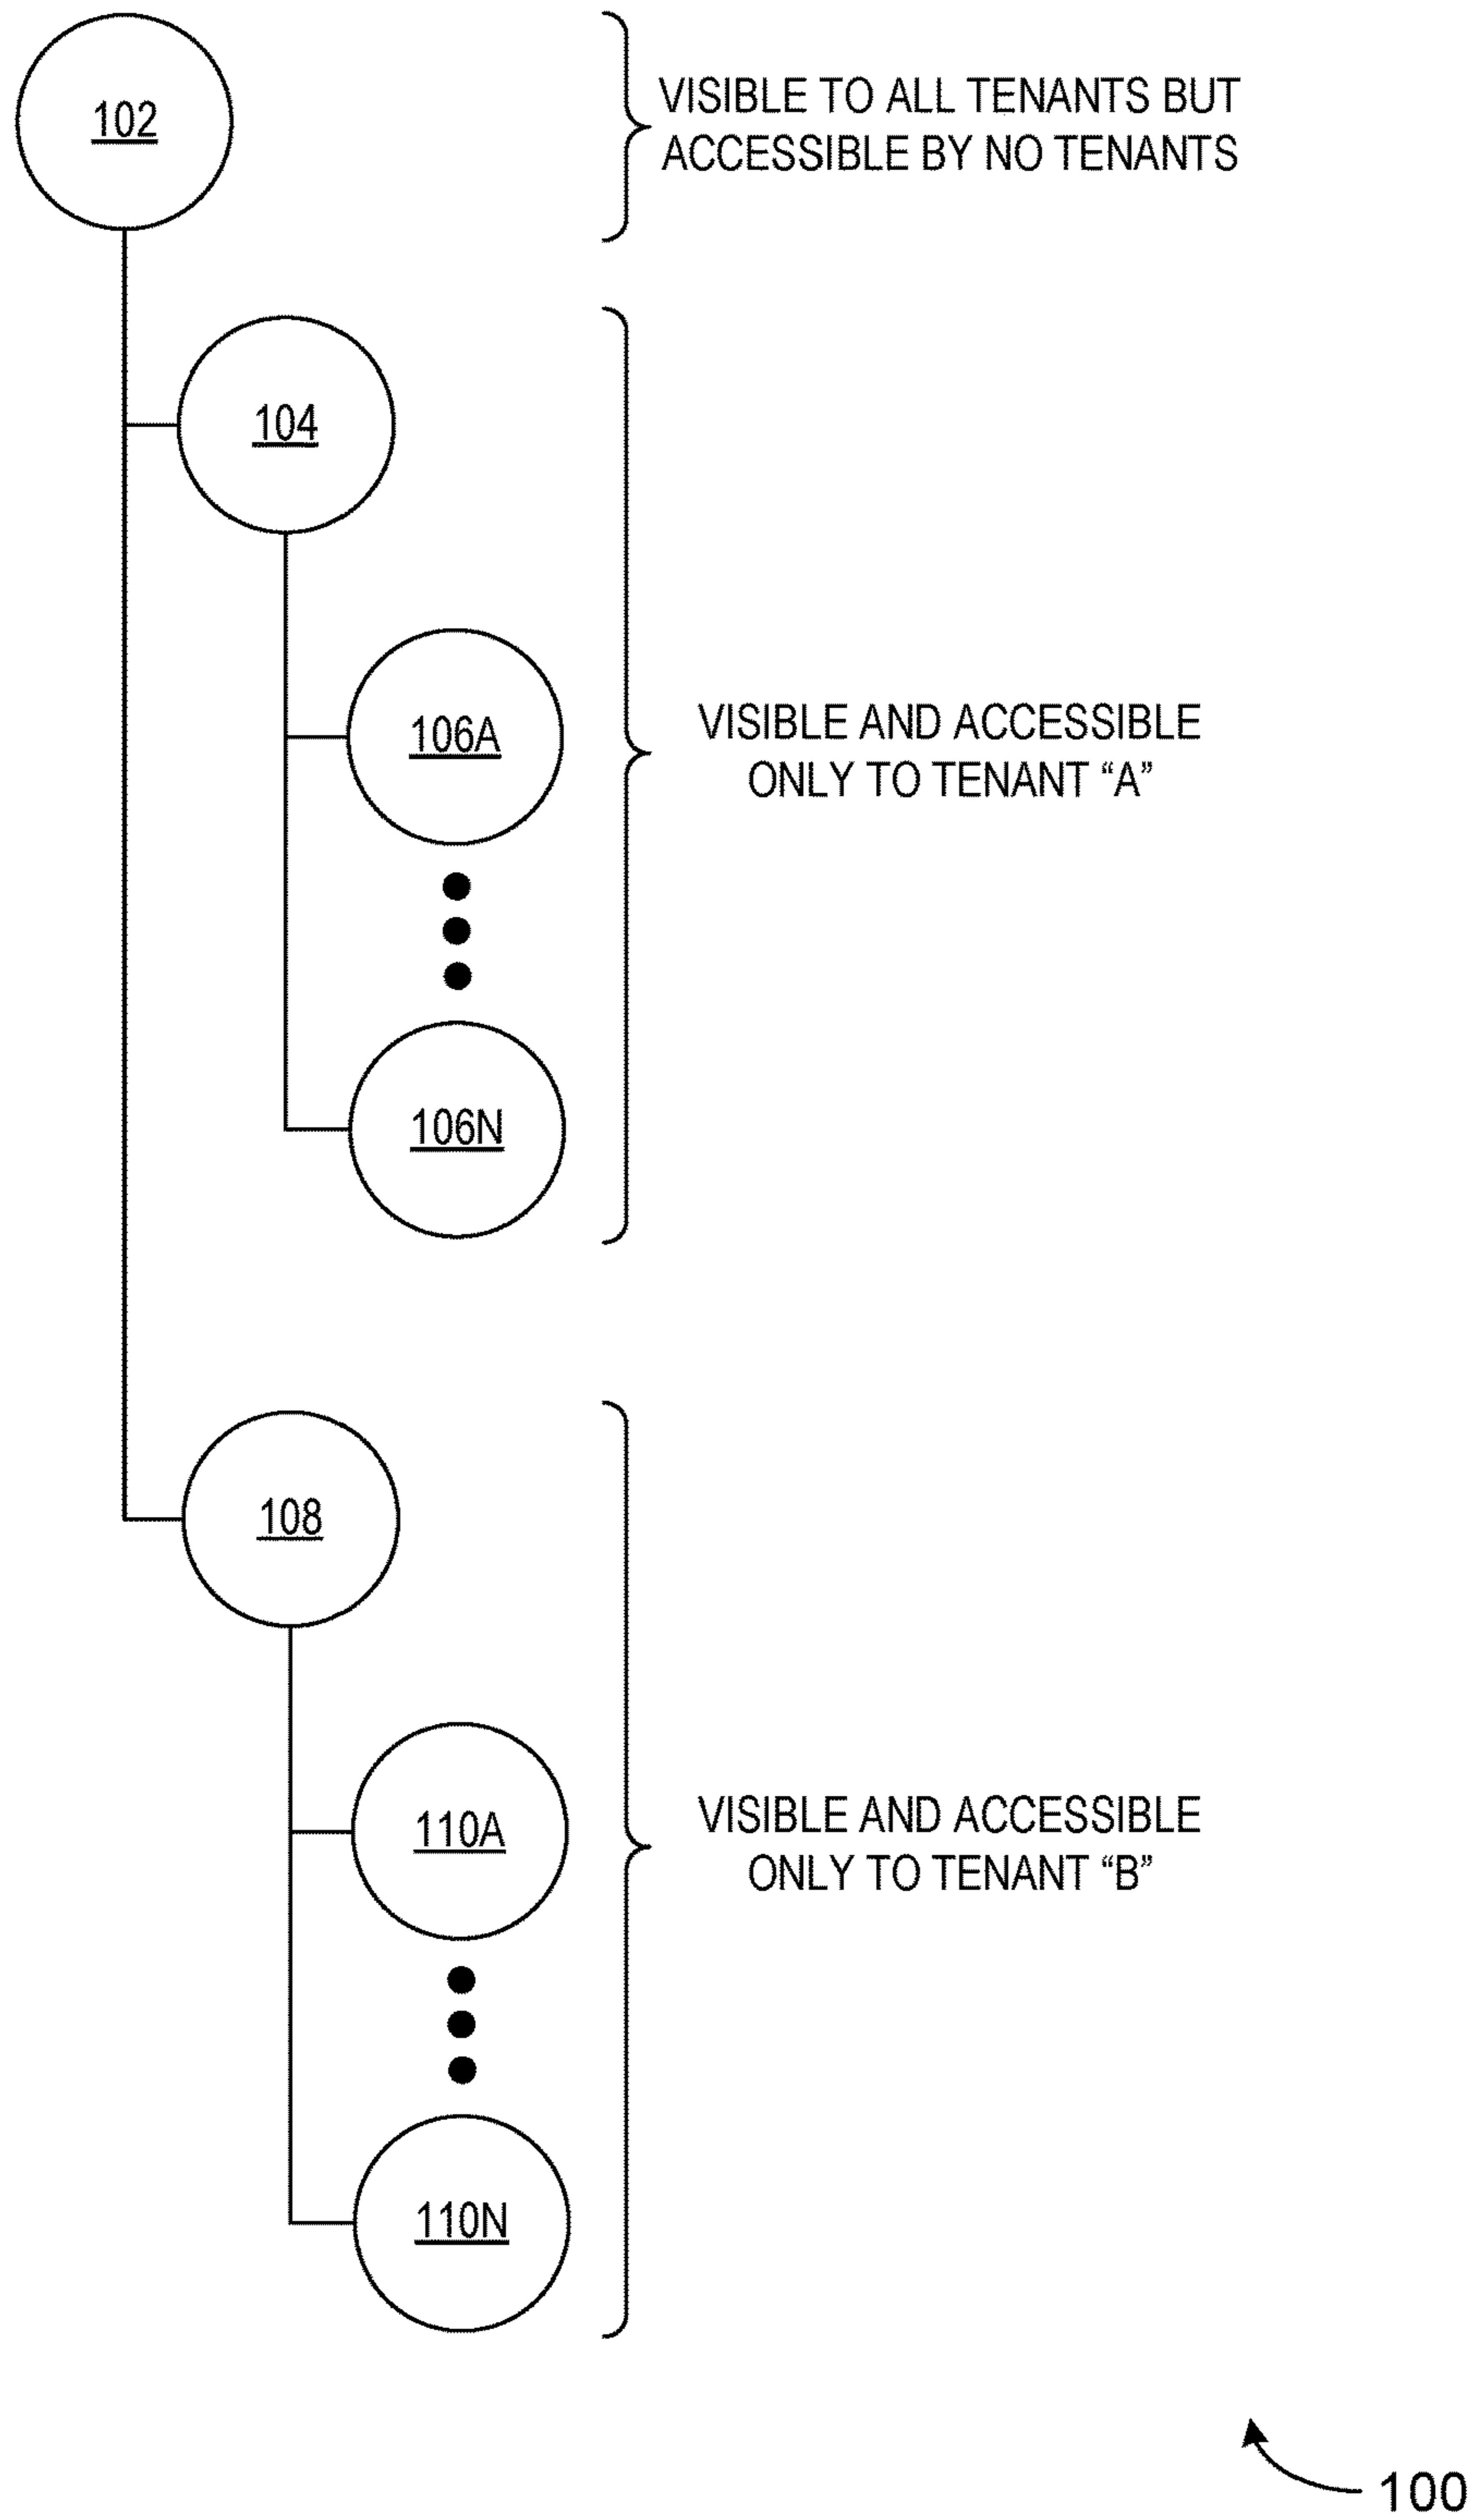 102
VISIBLE TO ALL TENANTS BUT
ACCESSIBLE BY NO TENANTS
104
106A
VISIBLE AND ACCESSIBLE
ONLY TO TENANT “A”
106N
108
110A
VISIBLE AND ACCESSIBLE
ONLY TO TENANT “B”
110N
100